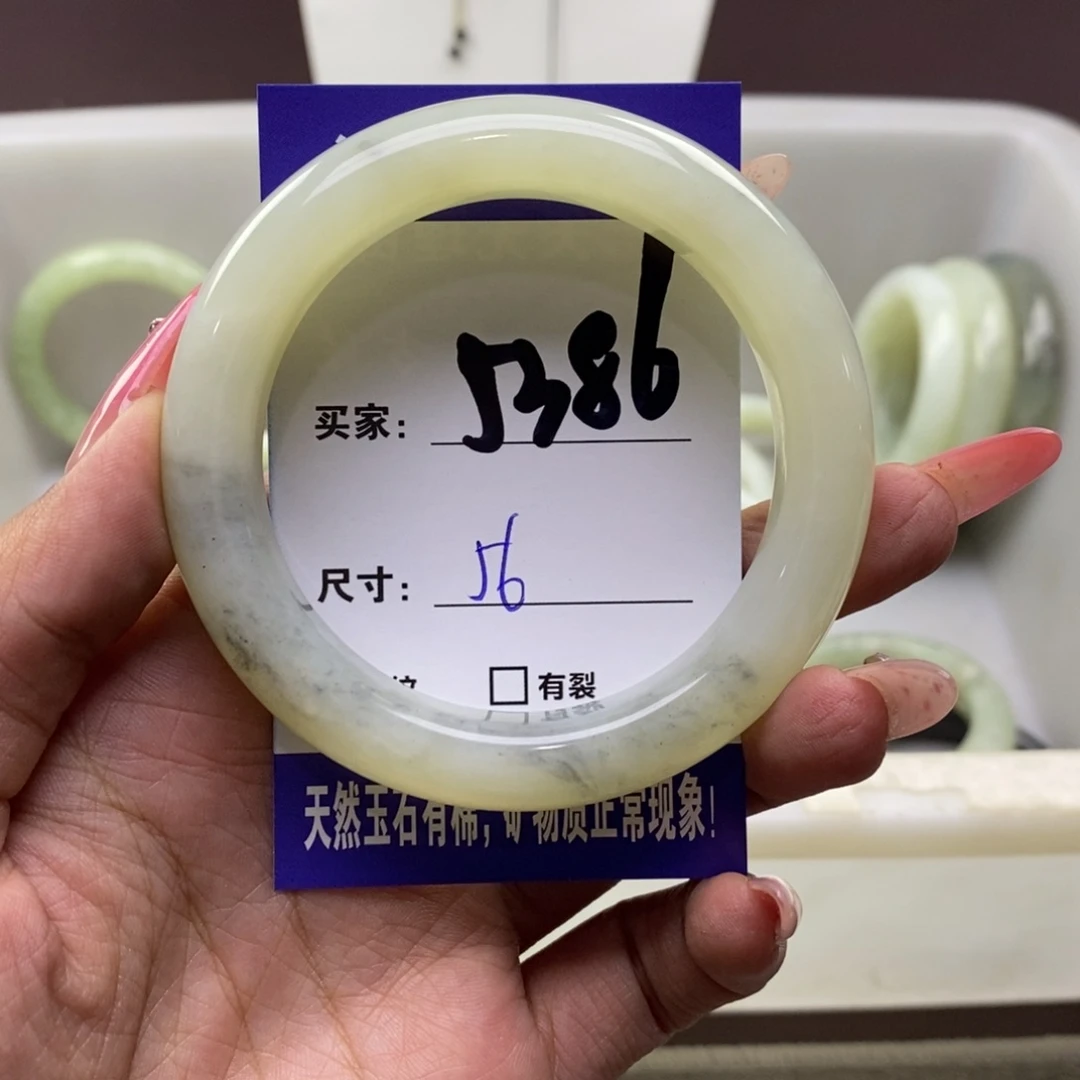 买家: 5386
尺寸: 56
纹 □有裂
天然玉石有棉,矿物质正常现象!